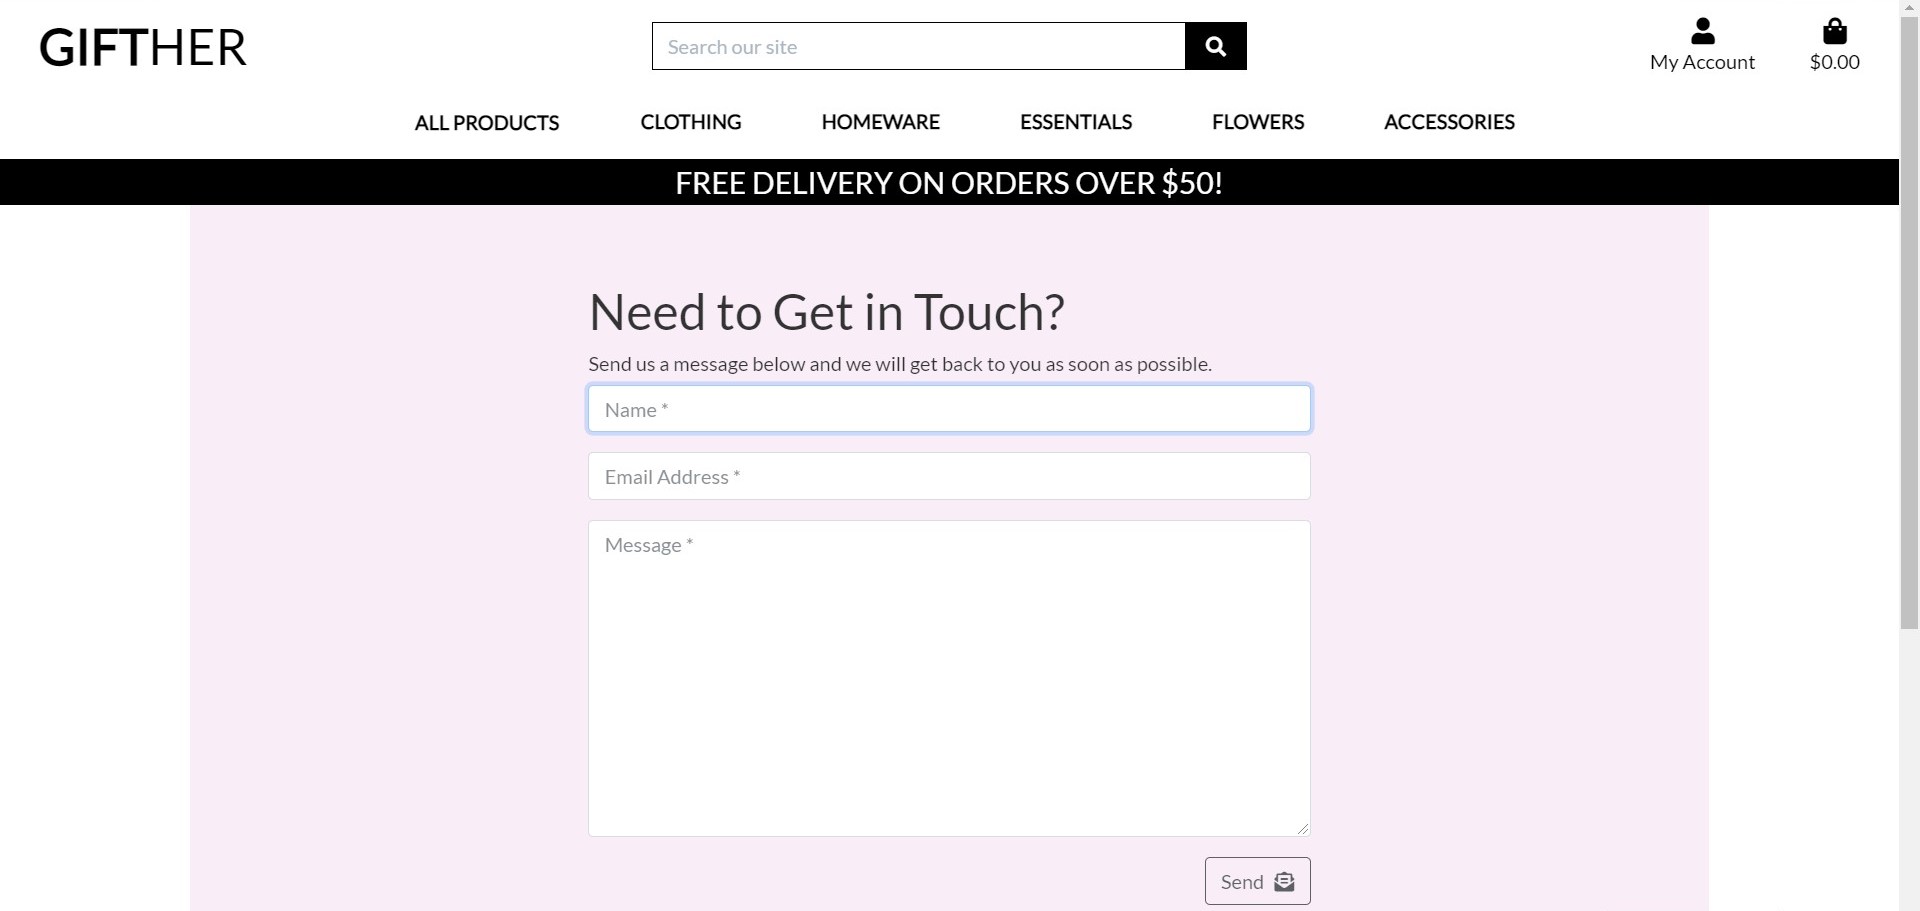 GIFTHER
Search our site
My Account
$0.00
ALL PRODUCTS
CLOTHING
HOMEWARE
ESSENTIALS
FLOWERS
ACCESSORIES
FREE DELIVERY ON ORDERS OVER $50!
Need to Get in Touch?
Send us a message below and we will get back to you as soon as possible.
Name *
Email Address *
Message *
Send